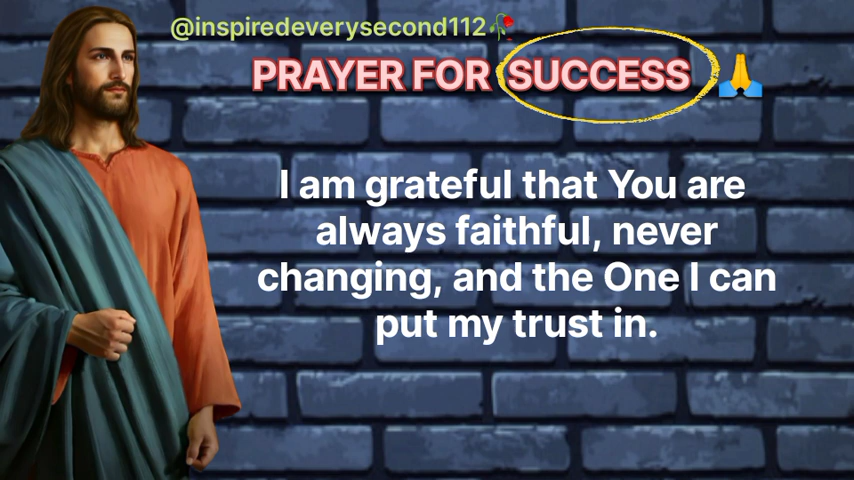 @inspiredeverysecond112🥀
PRAYER FOR SUCCESS 🙏
I am grateful that You are
always faithful, never
changing, and the One I can
put my trust in.